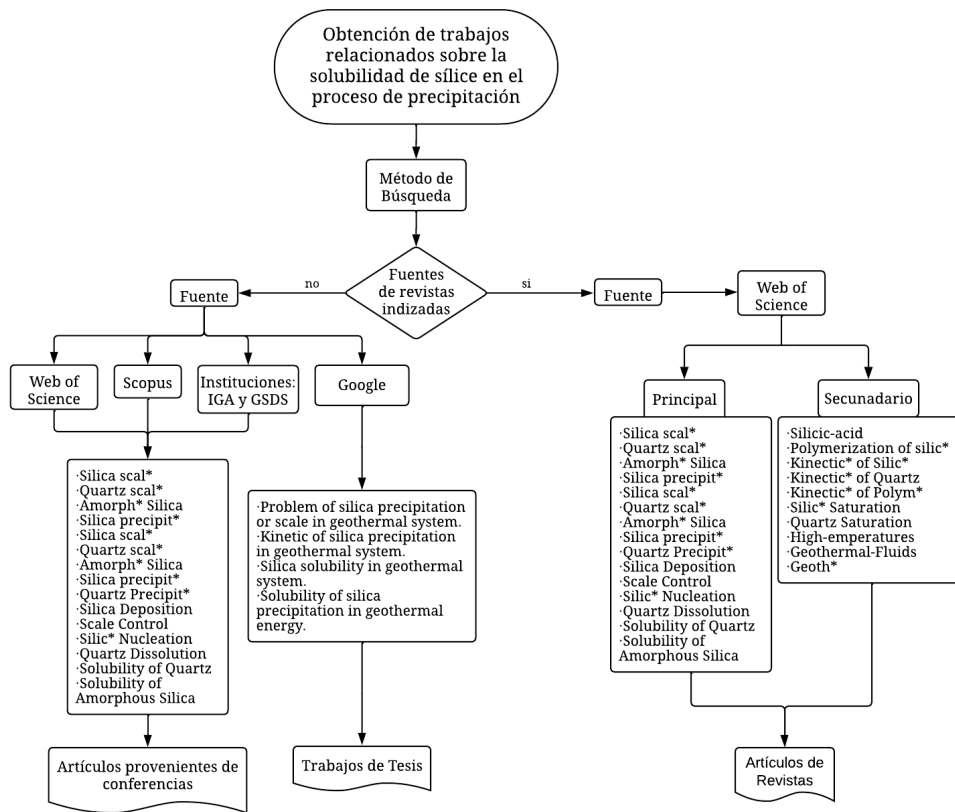 Obtención de trabajos
relacionados sobre la
solubilidad de sílice en el
proceso de precipitación
Método de
Búsqueda
Fuentes
de revistas
indizadas
no
si
Fuente
Web of
Science
Scopus
Instituciones:
IGA y GSDS
Google
·Silica scal*
·Quartz scal*
·Amorph* Silica
·Silica precipit*
·Silica scal*
·Quartz scal*
·Amorph* Silica
·Silica precipit*
·Quartz Precipit*
·Silica Deposition
·Scale Control
·Silic* Nucleation
·Quartz Dissolution
·Solubility of Quartz
·Solubility of
Amorphous Silica
·Problem of silica precipitation
or scale in geothermal system.
·Kinetic of silica precipitation
in geothermal system.
·Silica solubility in geothermal
system.
·Solubility of silica
precipitation in geothermal
energy.
Artículos provenientes de
conferencias
Trabajos de Tesis
Fuente
Web of
Science
Principal
·Silica scal*
·Quartz scal*
·Amorph* Silica
·Silica precipit*
·Silica scal*
·Quartz scal*
·Amorph* Silica
·Silica precipit*
·Quartz Precipit*
·Silica Deposition
·Scale Control
·Silic* Nucleation
·Quartz Dissolution
·Solubility of Quartz
·Solubility of
Amorphous Silica
Secunadario
·Silicic-acid
·Polymerization of silic*
·Kinectic* of Silic*
·Kinectic* of Quartz
·Kinectic* of Polym*
·Silic* Saturation
·Quartz Saturation
·High-emperatures
·Geothermal-Fluids
·Geoth*
Artículos de
Revistas